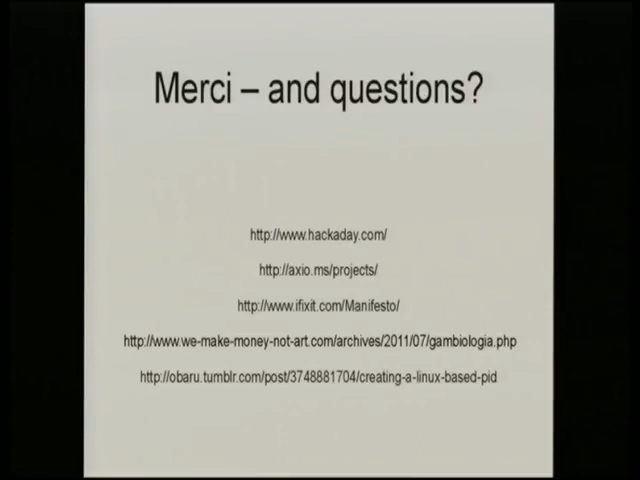 Merci – and questions?
http://www.hackaday.com/
http://axio.ms/projects/
http://www.ifixit.com/Manifesto/
http://www.we-make-money-not-art.com/archives/2011/07/gambiologia.php
http://obaru.tumblr.com/post/3748881704/creating-a-linux-based-pid